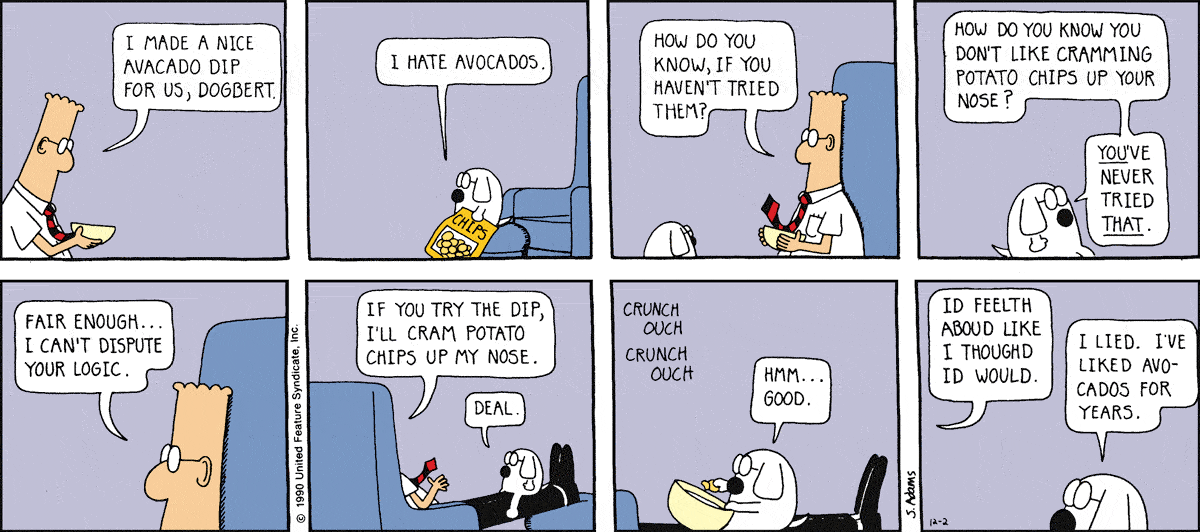 I MADE A NICE
AVACADO DIP
FOR US, DOGBERT.
I HATE AVOCADOS.
CHIPS
HOW DO YOU
KNOW, IF YOU
HAVEN'T TRIED
THEM?
HOW DO YOU KNOW YOU
DON'T LIKE CRAMMING
POTATO CHIPS UP YOUR
NOSE?
YOU'VE
NEVER
TRIED
THAT.
FAIR ENOUGH...
I CAN'T DISPUTE
YOUR LOGIC.
© 1990 United Feature Syndicate, Inc.
IF YOU TRY THE DIP,
I'LL CRAM POTATO
CHIPS UP MY NOSE.
DEAL.
CRUNCH
OUCH
CRUNCH
OUCH
HMM...
GOOD.
S. Adams
ID FEELTH
ABOUD LIKE
I THOUGHD
ID WOULD.
I LIED. I'VE
LIKED AVO-
CADOS FOR
YEARS.
12-2